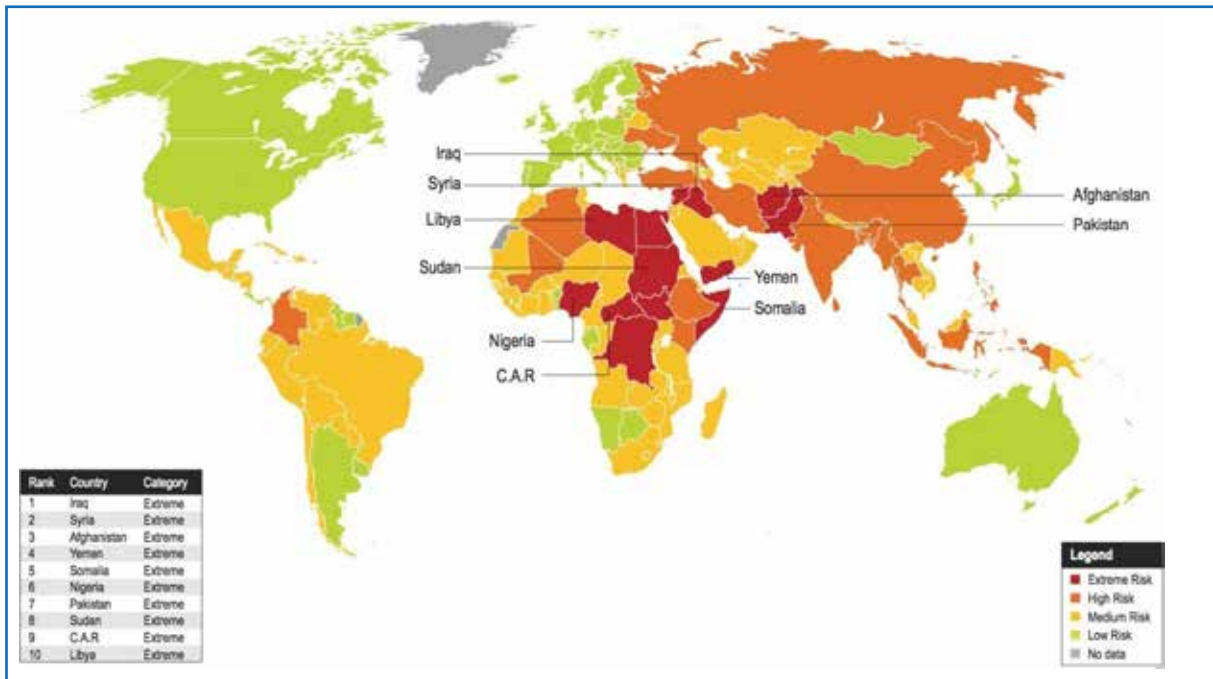 Iraq
Syria
Libya
Sudan
Nigeria
C.A.R
Afghanistan
Pakistan
Yemen
Somalia
Rank Country Category
1 Iraq Extreme
2 Syria Extreme
3 Afghanistan Extreme
4 Yemen Extreme
5 Somalia Extreme
6 Nigeria Extreme
7 Pakistan Extreme
8 Sudan Extreme
9 C.A.R Extreme
10 Libya Extreme
Legend
Extreme Risk
High Risk
Medium Risk
Low Risk
No data